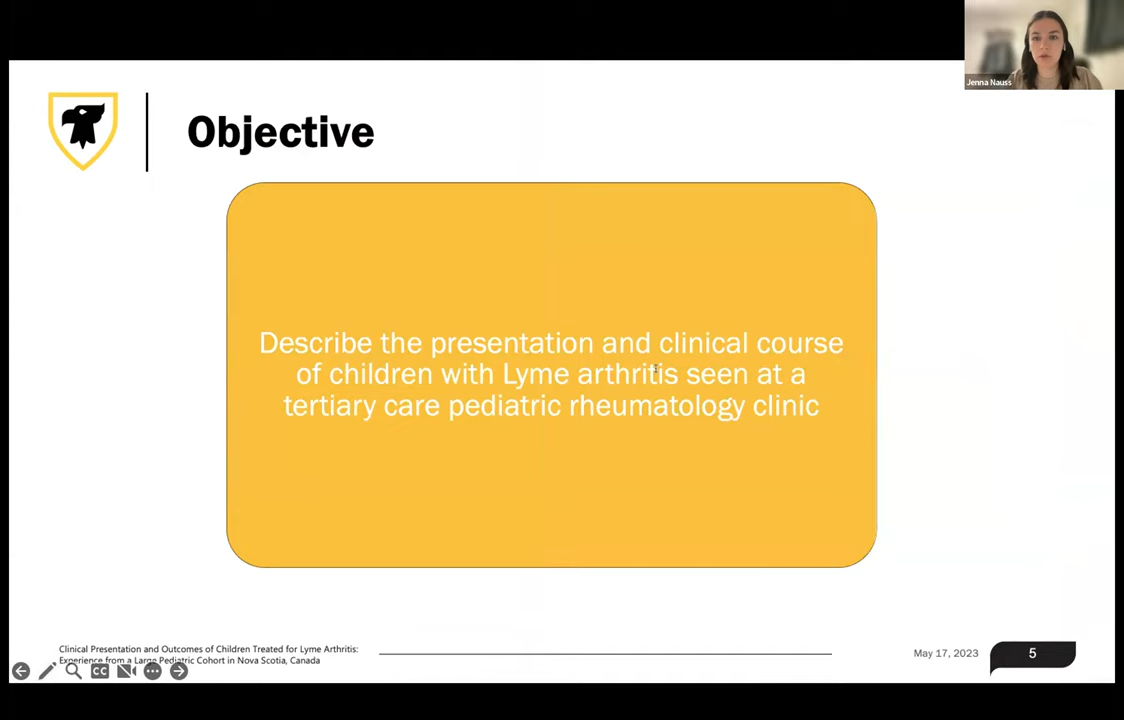 Jenna Nauss
Objective
Describe the presentation and clinical course
of children with Lyme arthritis seen at a
tertiary care pediatric rheumatology clinic
Clinical Presentation and Outcomes of Children Treated for Lyme Arthritis:
Experience from a Large Pediatric Cohort in Nova Scotia, Canada
CC
May 17, 2023
5